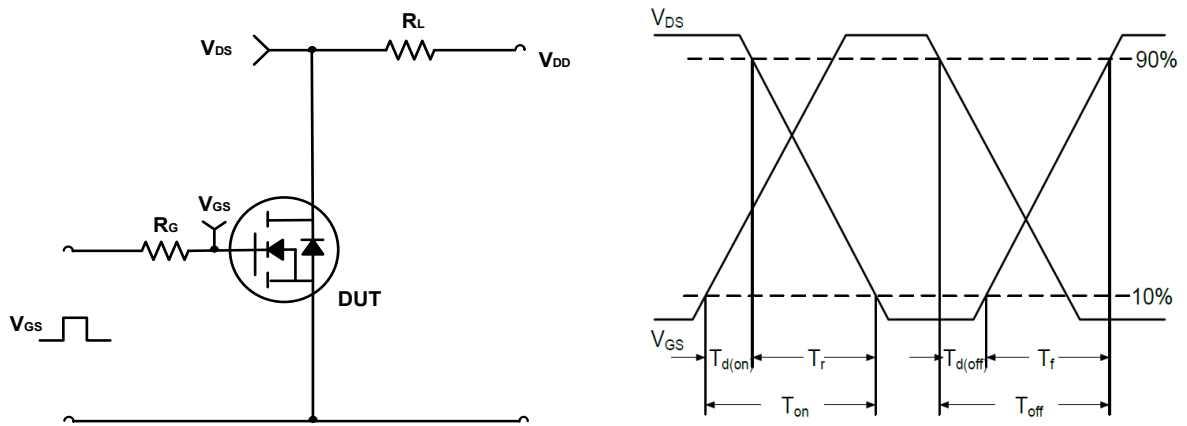 RL
VDS
VDD
VGS
RG
DUT
VGS
VDS
90%
10%
VGS
Td(on)
Tr
Td(off)
Tf
Ton
Toff